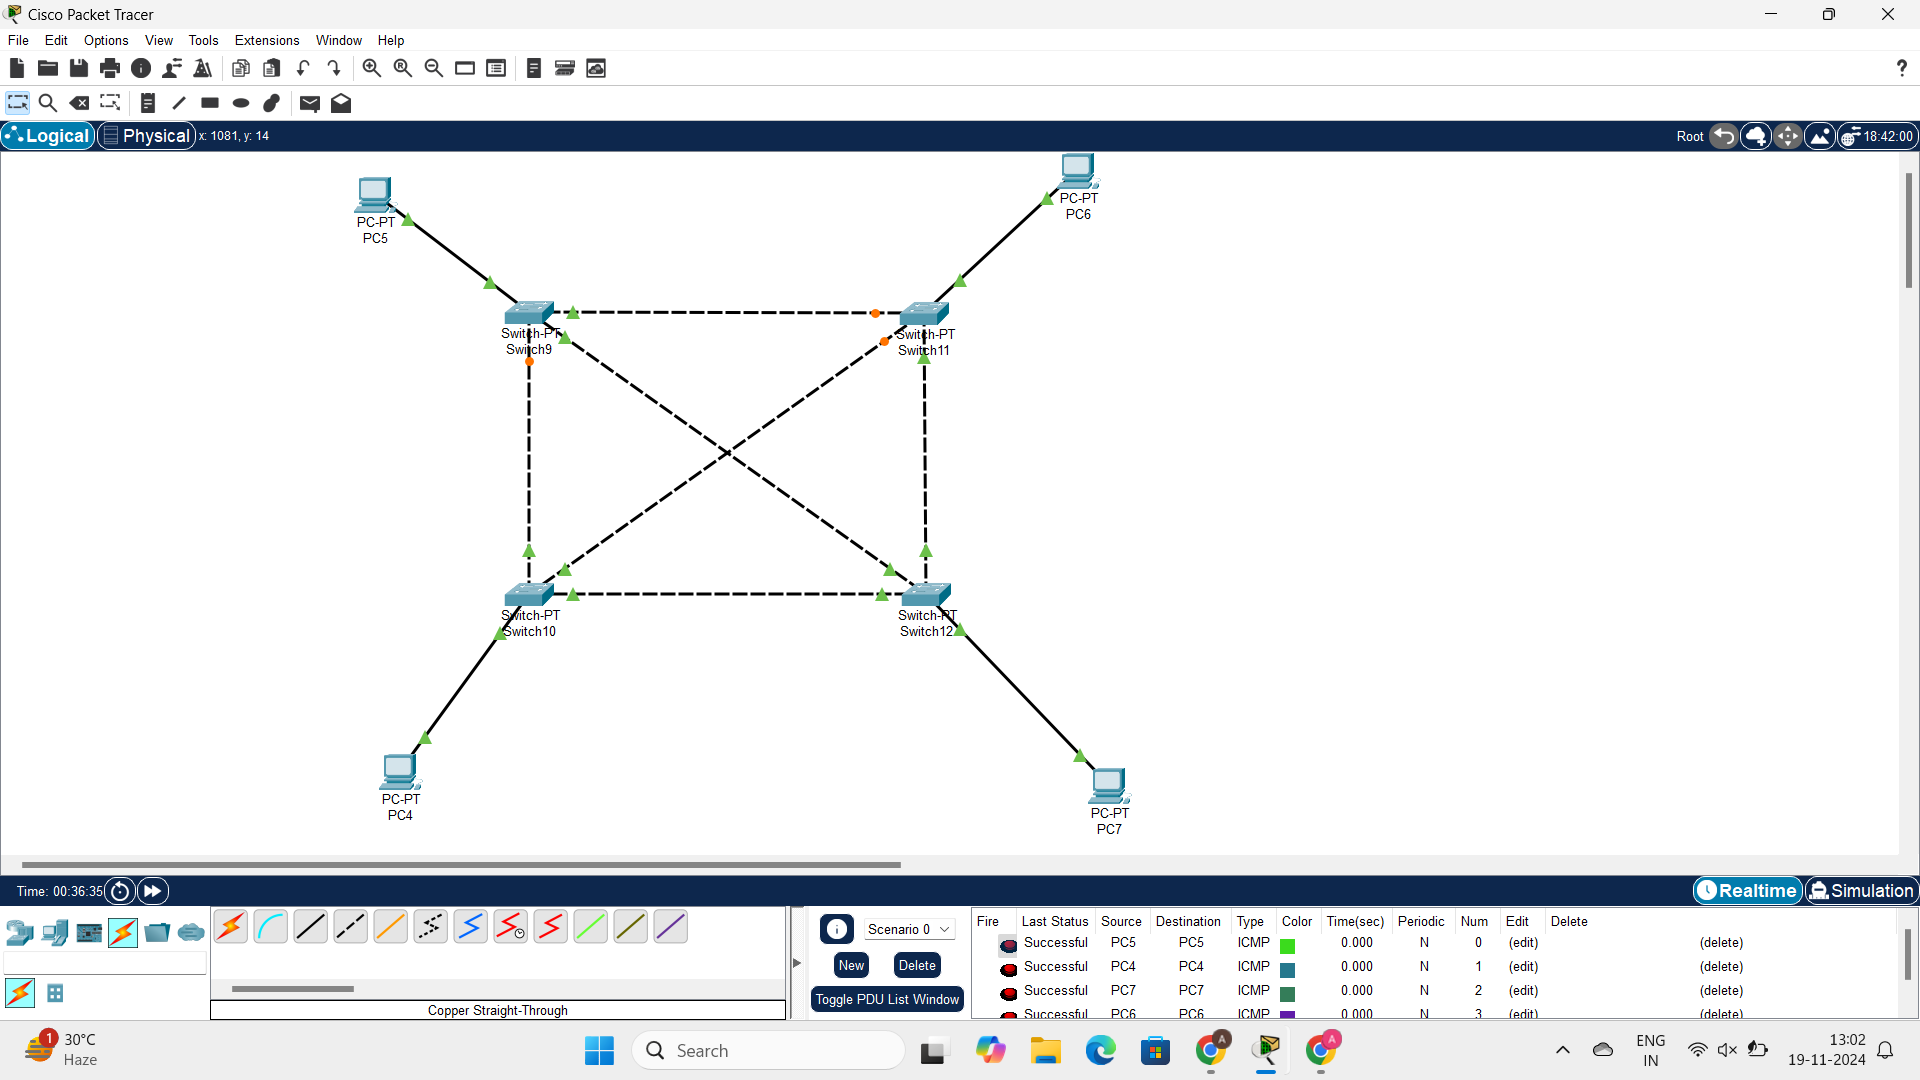 Cisco Packet Tracer
File Edit Options View Tools Extensions Window Help
?
Logical Physical x: 1081, y: 14 Root 18:42:00
PC-PT
PC5
PC-PT
PC6
Switch-PT
Switch9
Switch-PT
Switch11
Switch-PT
Switch10
Switch-PT
Switch12
PC-PT
PC4
PC-PT
PC7
Time: 00:36:35 Realtime Simulation
Scenario 0
New Delete
Toggle PDU List Window
Copper Straight-Through
Fire Last Status Source Destination Type Color Time(sec) Periodic Num Edit Delete
Successful PC5 PC5 ICMP 0.000 N 0 (edit) (delete)
Successful PC4 PC4 ICMP 0.000 N 1 (edit) (delete)
Successful PC7 PC7 ICMP 0.000 N 2 (edit) (delete)
Successful PC6 PC6 ICMP 0.000 N 3 (edit) (delete)
1
30°C
Haze
Search
A
A
ENG
IN
13:02
19-11-2024